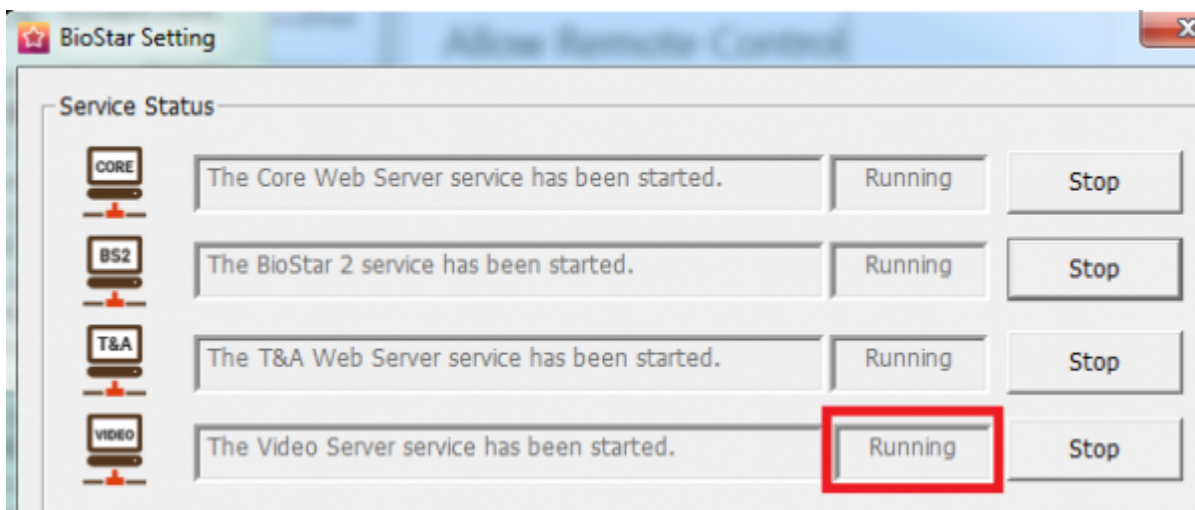 BioStar Setting
Allow Remote Control
Service Status
CORE
The Core Web Server service has been started.
Running
Stop
BS2
The BioStar 2 service has been started.
Running
Stop
T&A
The T&A Web Server service has been started.
Running
Stop
VIDEO
The Video Server service has been started.
Running
Stop